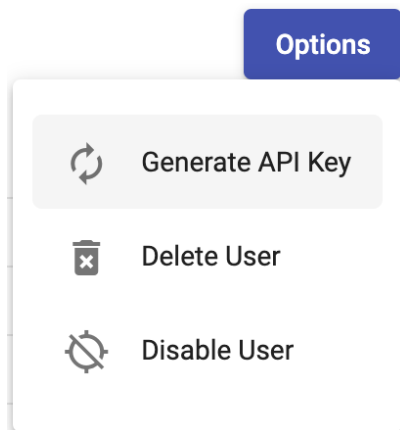 Options
Generate API Key
Delete User
Disable User